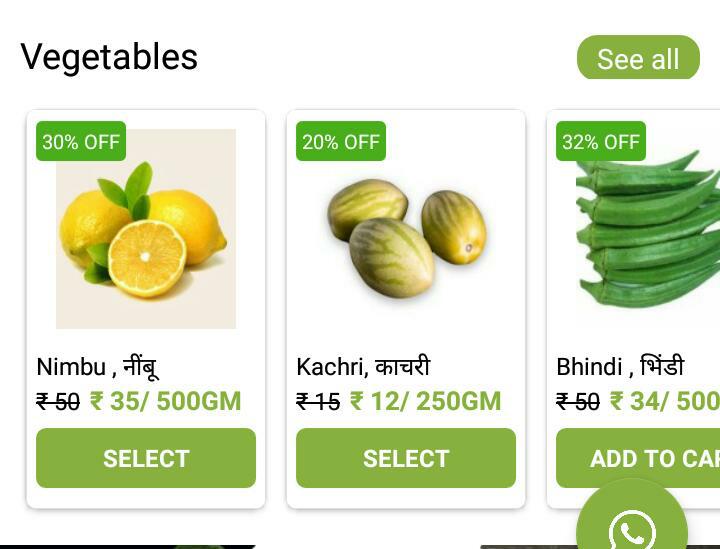 Vegetables
See all
30% OFF
20% OFF
32% OFF
Nimbu , नींबू
Kachri, काचरी
Bhindi , भिंडी
₹ 50 ₹ 35/ 500GM
₹ 15 ₹ 12/ 250GM
₹ 50 ₹ 34/ 500
SELECT
SELECT
ADD TO CAR